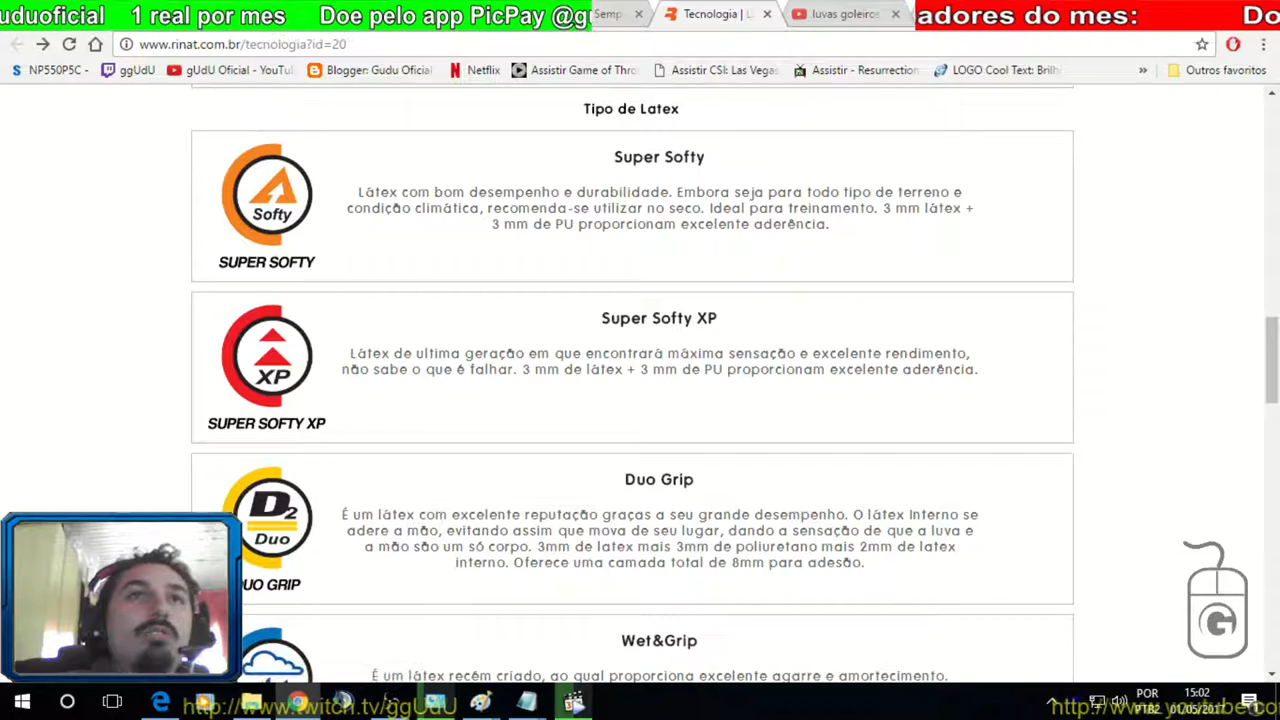 uduoficial 1 real por mes Doe pelo app PicPay @g
Semp
Tecnologia | L
luvas goleiro
adores do mes: Do
www.rinat.com.br/tecnologia?id=20
NP550P5C -
ggUdU
gUdU Oficial - YouTu
Blogger: Gudu Oficial
Netflix
Assistir Game of Thro
Assistir CSI: Las Vega
Assistir - Resurrection
LOGO Cool Text: Brilh
»
Outros favoritos
Tipo de Latex
Super Softy
Látex com bom desempenho e durabilidade. Embora seja para todo tipo de terreno e
condição climática, recomenda-se utilizar no seco. Ideal para treinamento. 3 mm látex +
3 mm de PU proporcionam excelente aderência.
Softy
SUPER SOFTY
Super Softy XP
Látex de ultima geração em que encontrará máxima sensação e excelente rendimento,
não sabe o que é falhar. 3 mm de látex + 3 mm de PU proporcionam excelente aderência.
XP
SUPER SOFTY XP
Duo Grip
É um látex com excelente reputação graças a seu grande desempenho. O látex interno se
adere a mão, evitando assim que mova de seu lugar, dando a sensação de que a luva e
a mão são um só corpo. 3mm de latex mais 3mm de poliuretano mais 2mm de latex
interno. Oferece uma camada total de 8mm para adesão.
D2
Duo
UO GRIP
Wet&Grip
É um látex recém criado, ao qual proporciona excelente agarre e amortecimento.
G
http://www.twitch.tv/ggUdU
http://www.youtube.co
POR
PTB2
15:02
01/05/2017